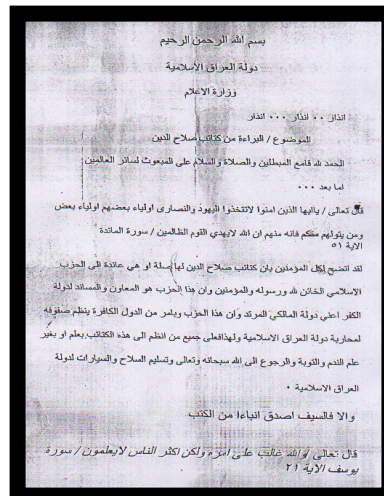 بسم الله الرحمن الرحيم
دولة العراق الاسلامية
وزارة الاعلام
انذار ٠٠ انذار ٠٠٠ انذار
الموضوع / البراءة من كتائب صلاح الدين
الحمد لله قامع المبطلين والصلاة والسلام على المبعوث لسائر العالمين
اما بعد ٠٠٠
قال تعالى / ياايها الذين امنوا لاتتخذوا اليهود والنصارى اولياء بعضهم اولياء بعض
ومن يتولهم منكم فانه منهم ان الله لايهدي القوم الظالمين / سورة المائدة
الاية ٥١
لقد اتضح لكل المؤمنين بان كتائب صلاح الدين لها صلة او هي عائدة الى الحزب
الاسلامي الخائن لله ورسوله والمؤمنين وان هذا الحزب هو المعاون والمساند لدولة
الكفر اعني دولة المالكي المرتد وان هذا الحزب وبامر من الدول الكافرة ينظم صفوفه
لمحاربة دولة العراق الاسلامية ولهذافعلى جميع من انظم الى هذه الكتائب بعلم او بغير
علم الندم والتوبة والرجوع الى الله سبحانه وتعالى وتسليم السلاح والسيارات لدولة
العراق الاسلامية ٠
والا فالسيف اصدق انباءا من الكتب
قال تعالى / والله غالب على امره ولكن اكثر الناس لايعلمون / سورة
يوسف الاية ٢١